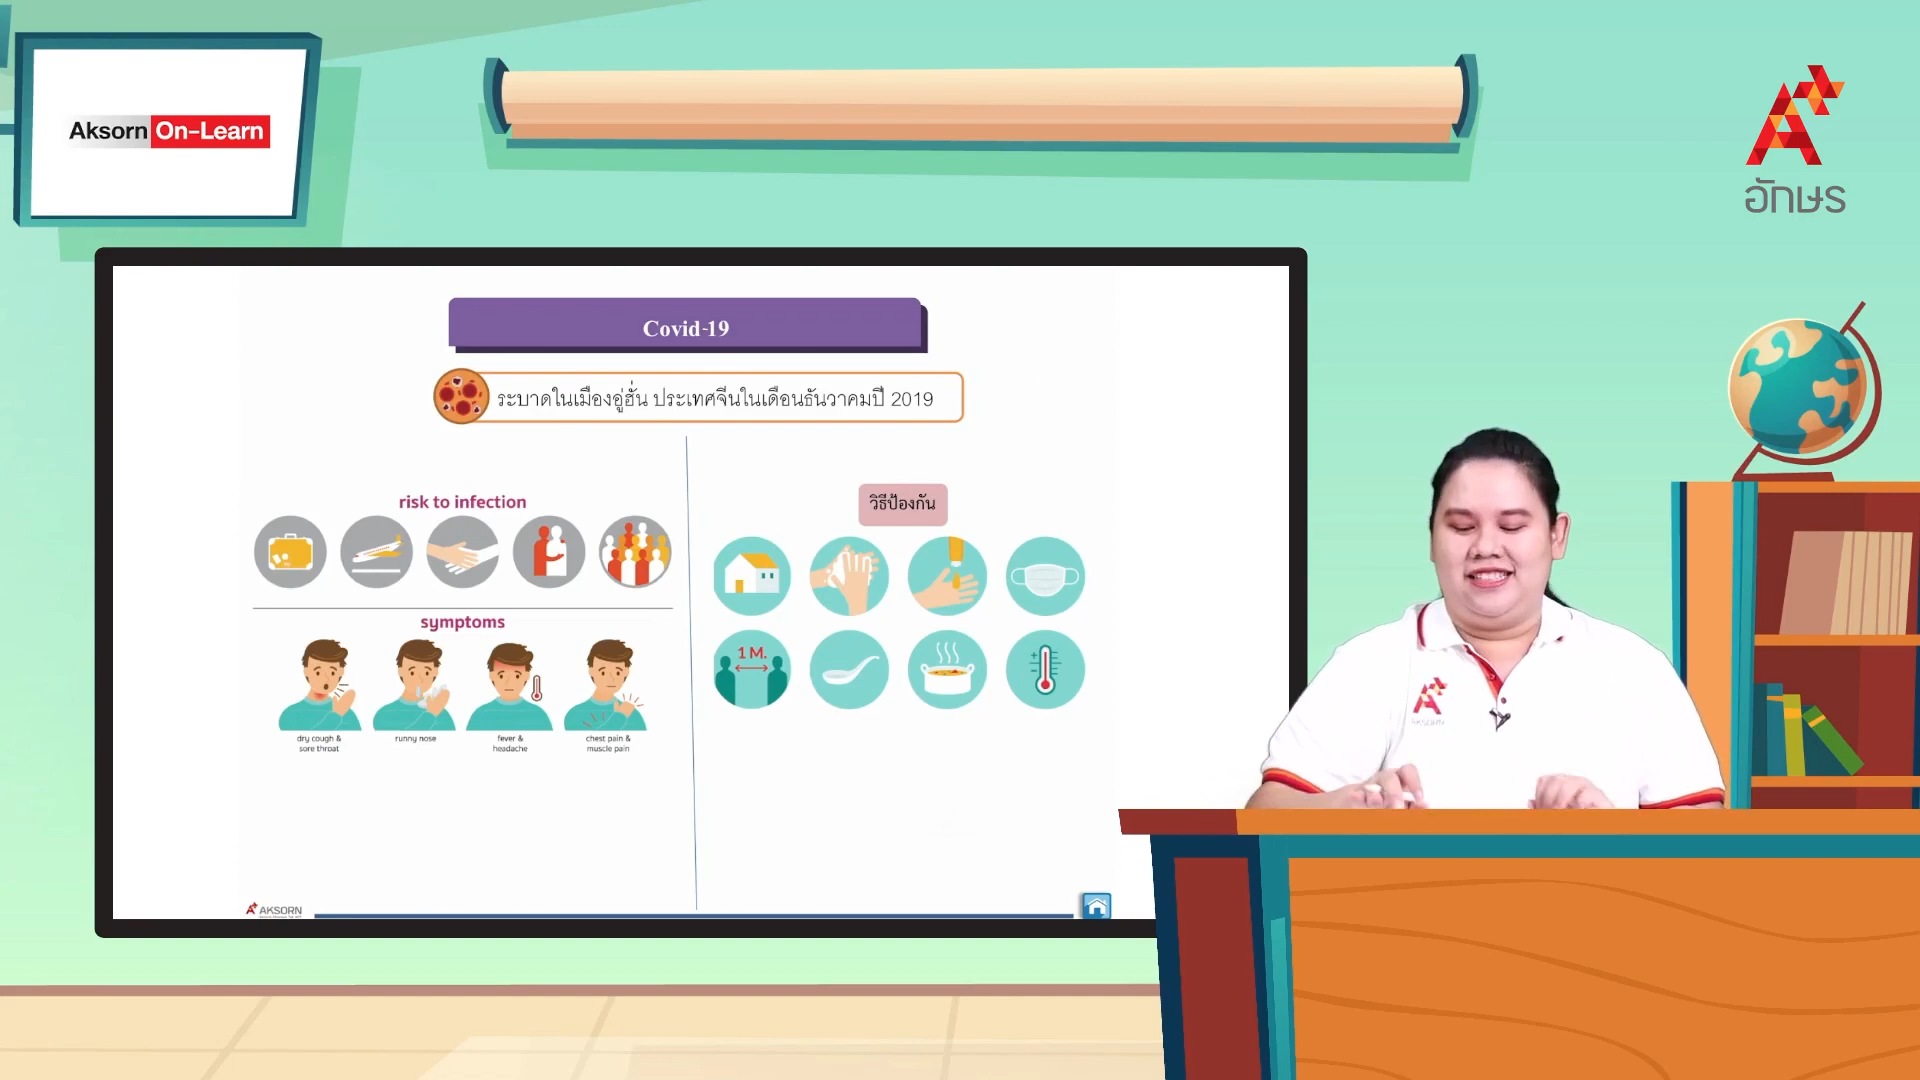 Aksorn On-Learn
อักษร
Covid-19
ระบาดในเมืองอู่ฮั่น ประเทศจีนในเดือนธันวาคมปี 2019
risk to infection
symptoms
dry cough &
sore throat
runny nose
fever &
headache
chest pain &
muscle pain
วิธีป้องกัน
1 M.
AKSORN
AKSORN